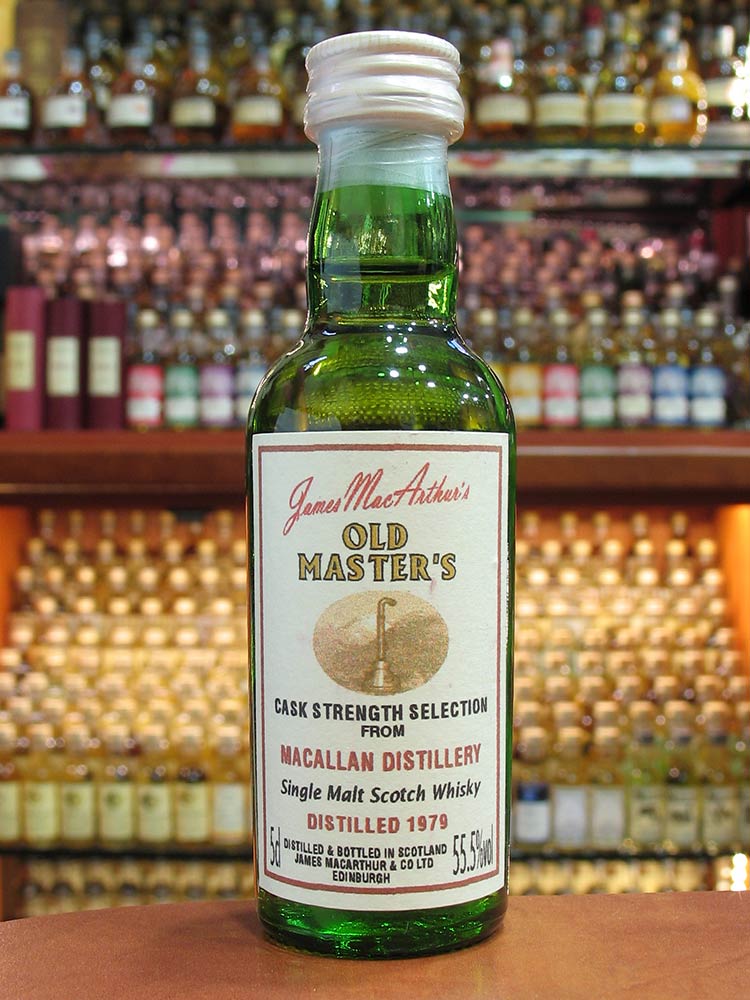 James MacArthur's
OLD
MASTER'S
CASK STRENGTH SELECTION
FROM
MACALLAN DISTILLERY
Single Malt Scotch Whisky
DISTILLED 1979
5cl DISTILLED & BOTTLED IN SCOTLAND 55.5%vol
JAMES MACARTHUR & CO LTD
EDINBURGH